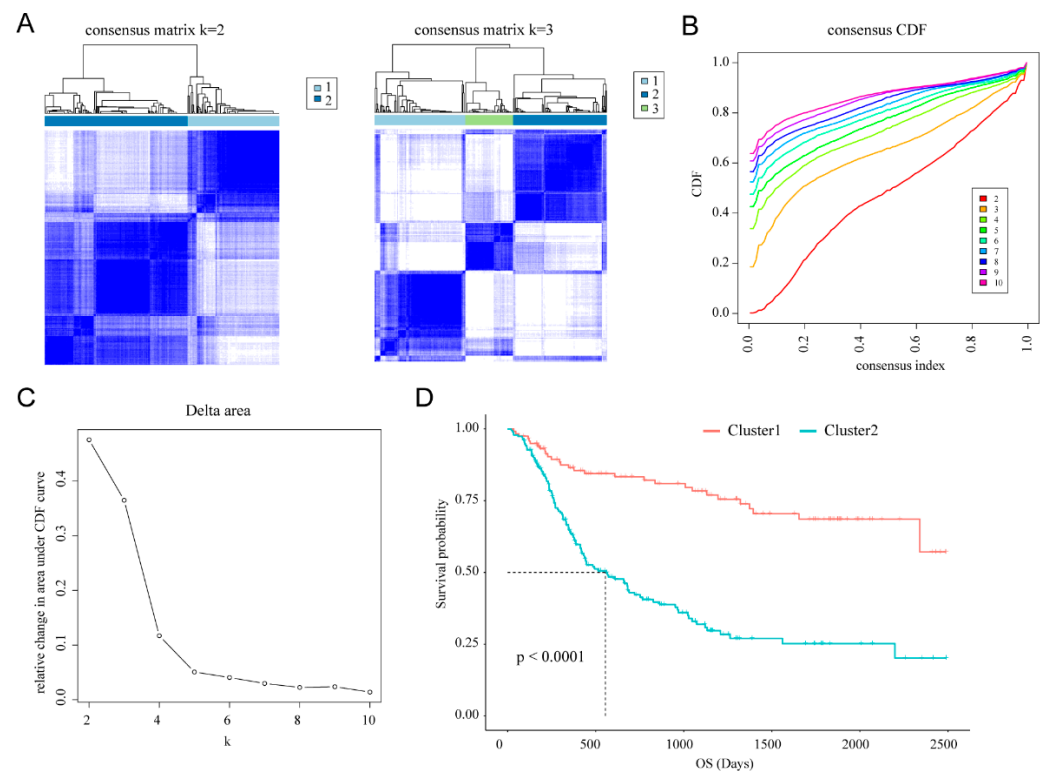 A
consensus matrix k=2
1
2
consensus matrix k=3
1
2
3
B
consensus CDF
CDF
0.0
0.2
0.4
0.6
0.8
1.0
2
3
4
5
6
7
8
9
10
0.0
0.2
0.4
0.6
0.8
1.0
consensus index
C
Delta area
relative change in area under CDF curve
0.0
0.1
0.2
0.3
0.4
2
4
6
8
10
k
D
Cluster1
Cluster2
Survival probability
1.00
0.75
0.50
0.25
0.00
p < 0.0001
0
500
1000
1500
2000
2500
OS (Days)